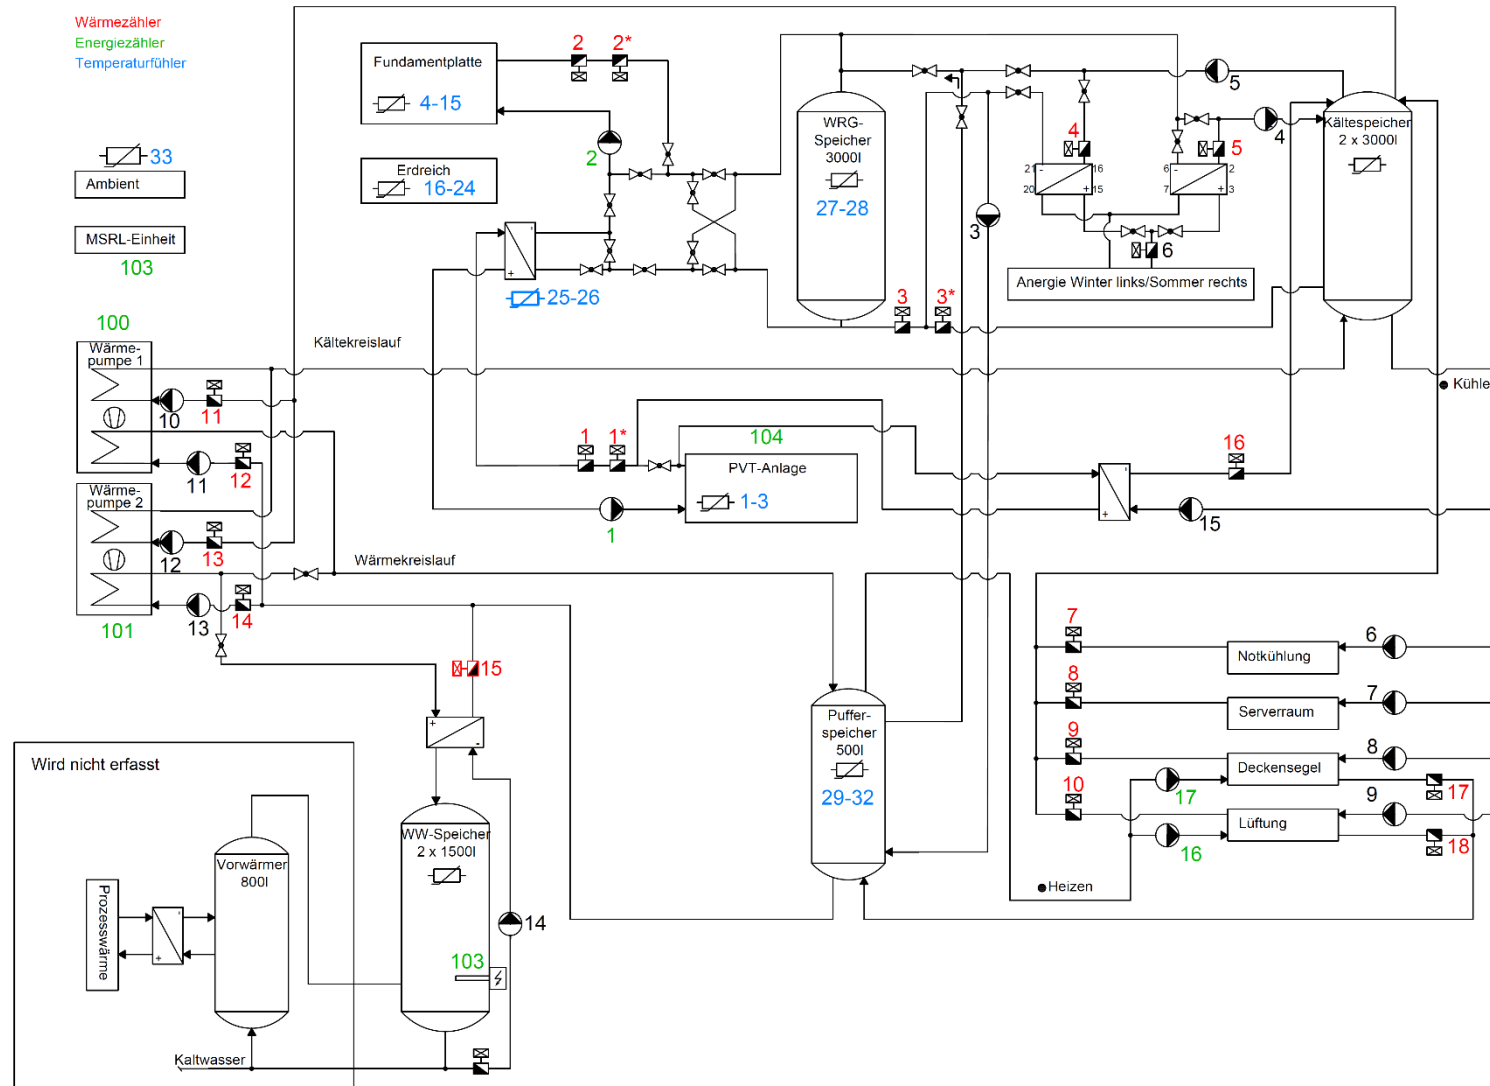 Wärmezähler
Energiezähler
Temperaturfühler
33
Ambient
MSRL-Einheit
103
Fundamentplatte
4-15
2
2*
2
Erdreich
16-24
-
+
25-26
WRG-
Speicher
3000l
27-28
3
3*
3
4
21
-
16
20
+
15
5
6
-
2
7
+
3
6
5
4
Anergie Winter links/Sommer rechts
Kältespeicher
2 x 3000l
Kühle
100
Wärme-
pumpe 1
10
11
11
12
Wärme-
pumpe 2
12
13
13
14
101
Kältekreislauf
Wärmekreislauf
1
1*
104
PVT-Anlage
1-3
1
16
-
+
15
15
+
-
Puffer-
speicher
500l
29-32
7
Notkühlung
6
8
Serverraum
7
9
Deckensegel
8
17
17
10
Lüftung
9
16
18
Heizen
Wird nicht erfasst
Prozesswärme
-
+
Vorwärmer
800l
WW-Speicher
2 x 1500l
103
14
Kaltwasser